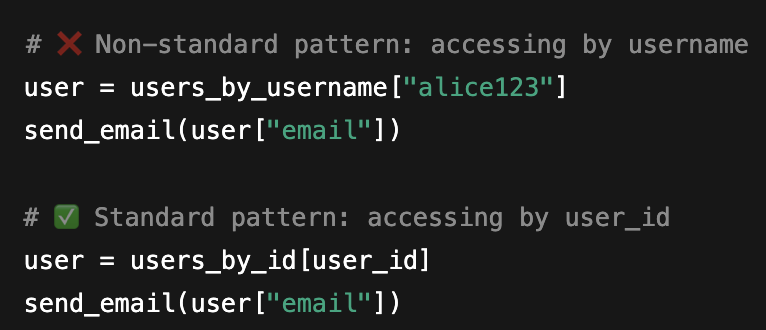 # ❌ Non-standard pattern: accessing by username
user = users_by_username["alice123"]
send_email(user["email"])
# ✅ Standard pattern: accessing by user_id
user = users_by_id[user_id]
send_email(user["email"])